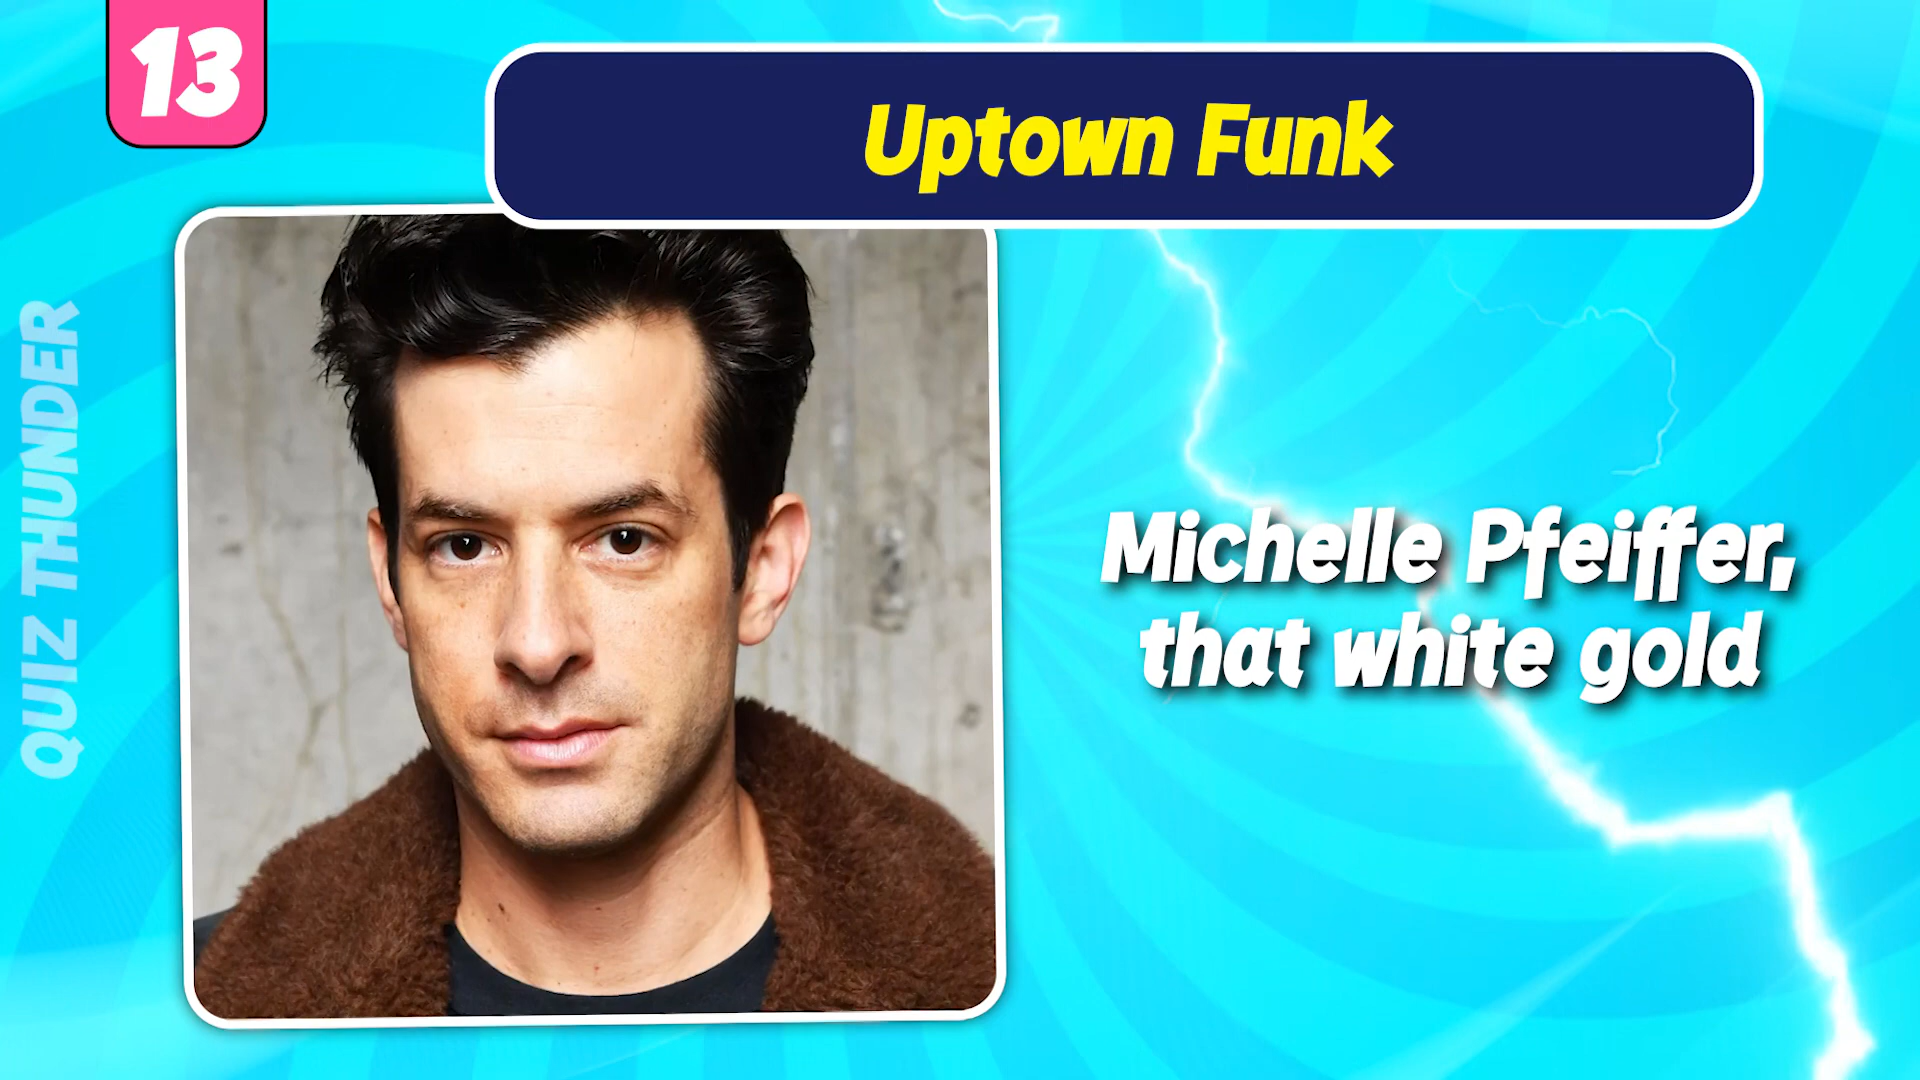 13
Uptown Funk
QUIZ THUNDER
Michelle Pfeiffer,
that white gold